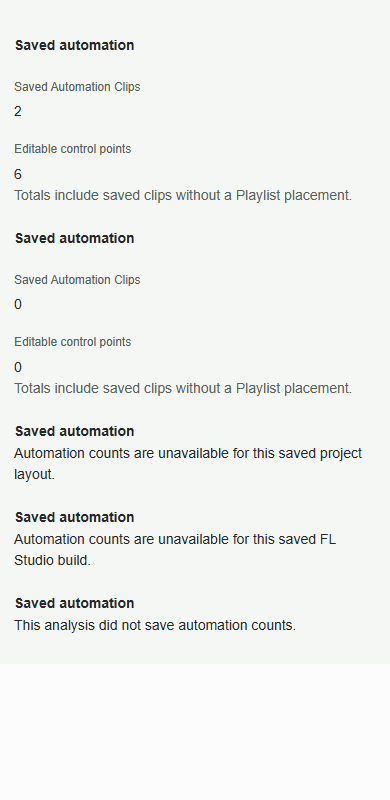 Saved automation
Saved Automation Clips
2
Editable control points
6
Totals include saved clips without a Playlist placement.
Saved automation
Saved Automation Clips
0
Editable control points
0
Totals include saved clips without a Playlist placement.
Saved automation
Automation counts are unavailable for this saved project
layout.
Saved automation
Automation counts are unavailable for this saved FL
Studio build.
Saved automation
This analysis did not save automation counts.